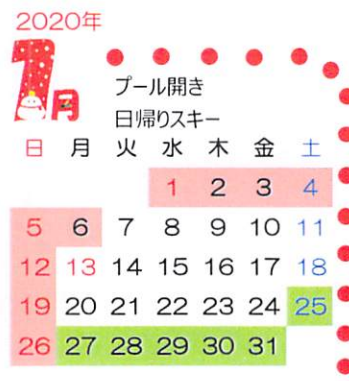 2020年
1月
プール開き
日帰りスキー
日 月 火 水 木 金 土
1 2 3 4
5 6 7 8 9 10 11
12 13 14 15 16 17 18
19 20 21 22 23 24 25
26 27 28 29 30 31